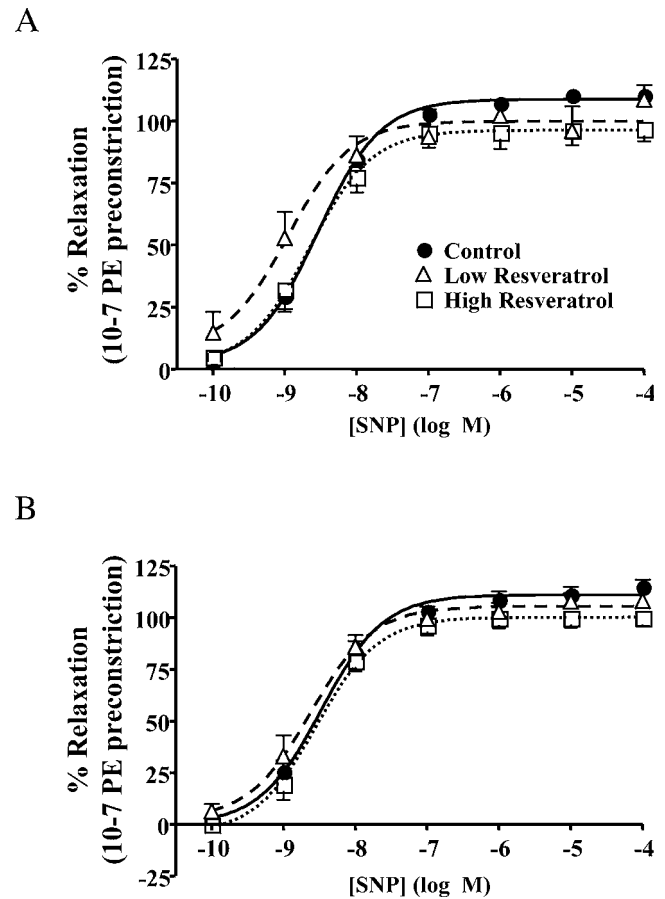 A
125
100
75
50
25
0
% Relaxation
(10-7 PE preconstriction)
Control
Low Resveratrol
High Resveratrol
-10 -9 -8 -7 -6 -5 -4
[SNP] (log M)
B
125
100
75
50
25
0
-25
% Relaxation
(10-7 PE preconstriction)
-10 -9 -8 -7 -6 -5 -4
[SNP] (log M)